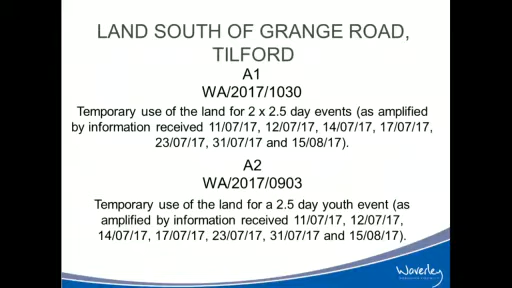 LAND SOUTH OF GRANGE ROAD,
TILFORD
A1
WA/2017/1030
Temporary use of the land for 2 x 2.5 day events (as amplified
by information received 11/07/17, 12/07/17, 14/07/17, 17/07/17,
23/07/17, 31/07/17 and 15/08/17).
A2
WA/2017/0903
Temporary use of the land for a 2.5 day youth event (as
amplified by information received 11/07/17, 12/07/17,
14/07/17, 17/07/17, 23/07/17, 31/07/17 and 15/08/17).
Waverley